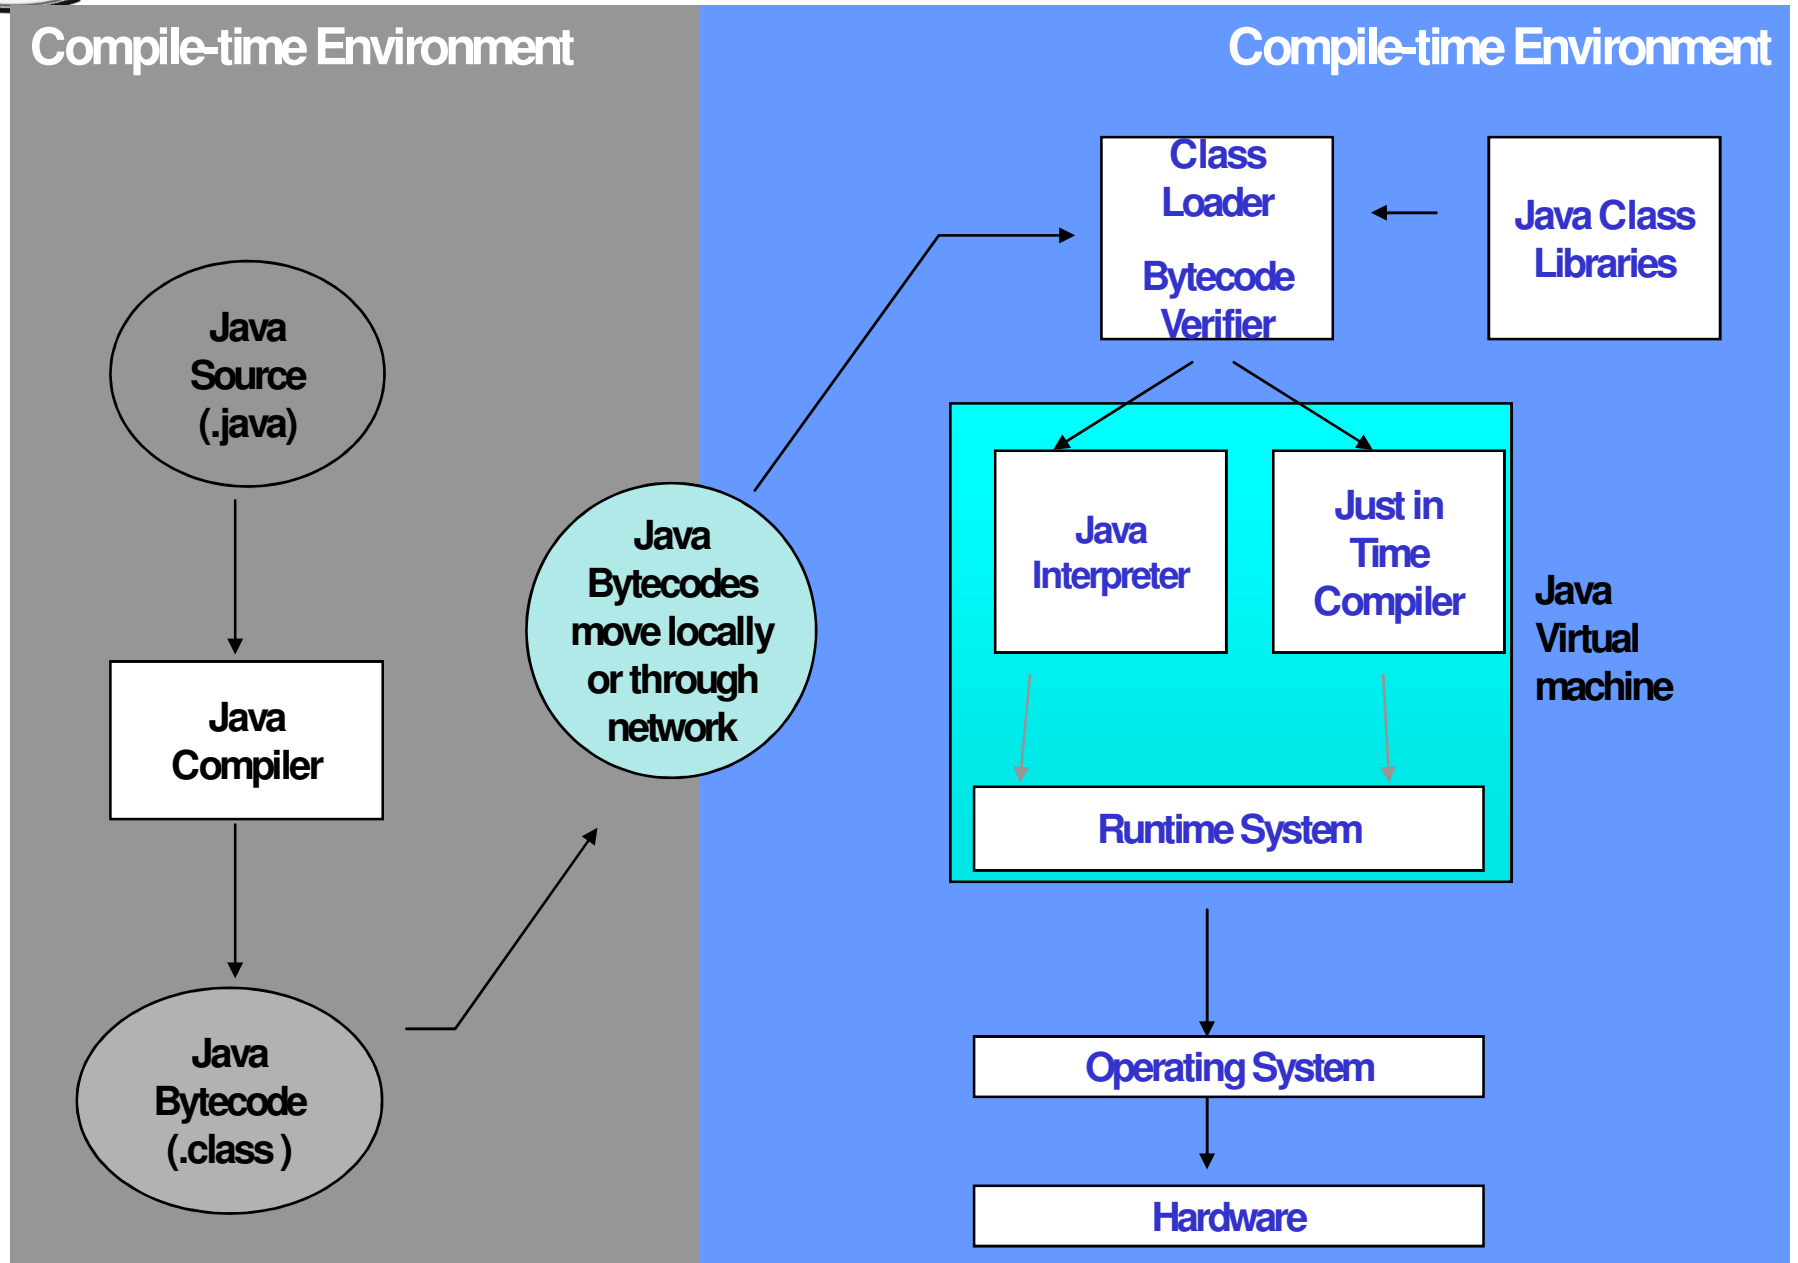 Compile-time Environment
Compile-time Environment
Java
Source
(.java)
Java
Compiler
Java
Bytecode
(.class )
Java
Bytecodes
move locally
or through
network
Class
Loader
Bytecode
Verifier
Java Class
Libraries
Java
Interpreter
Just in
Time
Compiler
Java
Virtual
machine
Runtime System
Operating System
Hardware